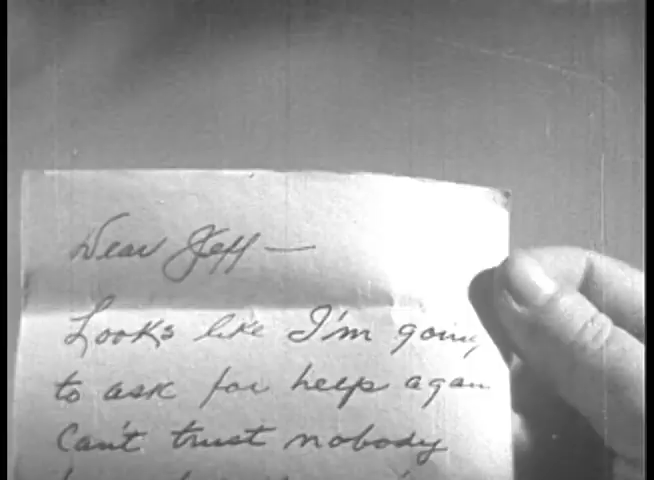 Dear Jeff —
Looks like I'm going
to ask for help again
Can't trust nobody